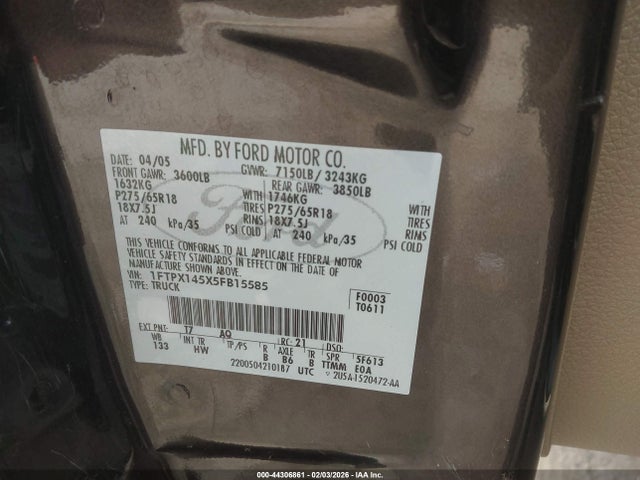 MFD. BY FORD MOTOR CO.
DATE: 04/05 GVWR: 7150LB/ 3243KG
FRONT GAWR: 3600LB REAR GAWR: 3850LB
1632KG WITH 1746KG WITH
P275/65R18 TIRES P275/65R18 TIRES
18X7.5J RIMS 18X7.5J RIMS
AT 240 kPa/35 PSI COLD AT 240 kPa/35 PSI COLD
THIS VEHICLE CONFORMS TO ALL APPLICABLE FEDERAL MOTOR
VEHICLE SAFETY STANDARDS IN EFFECT ON THE DATE OF
MANUFACTURE SHOWN ABOVE.
VIN: 1FTPX145X5FB15585
TYPE: TRUCK
F0003
T0611
Ford
EXT PNT: T7 AQ RC: 21 DSO:
WB INT TR TP/PS R AXLE TR SPR 5F613
133 HW B B6 B TTMM E0A
2200504210187 UTC 2USA-1520472-AA
000-44306861 - 02/03/2026 - IAA Inc.